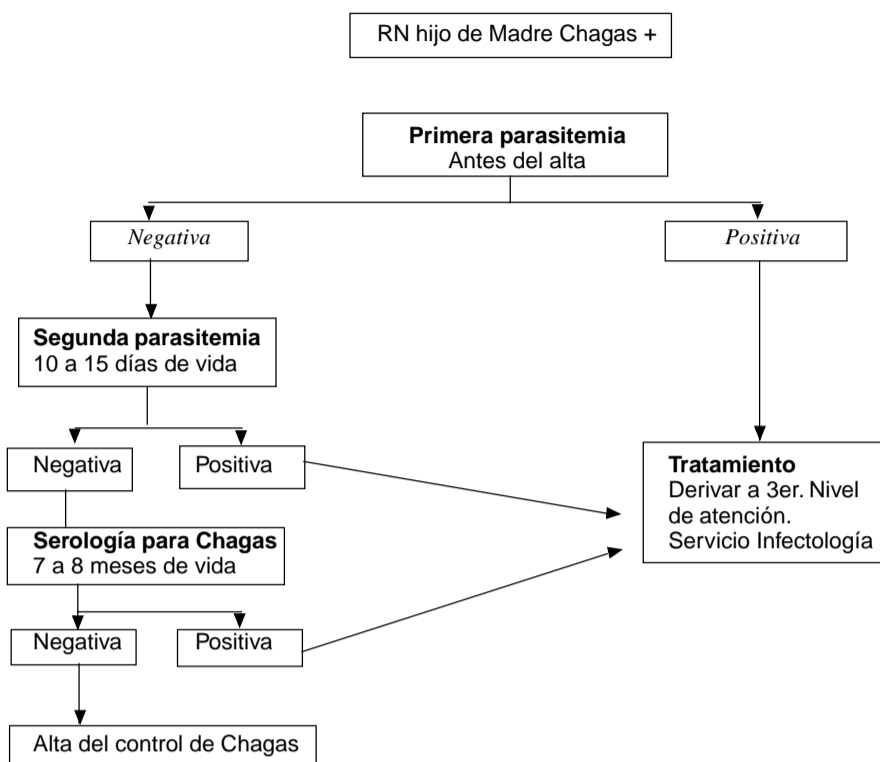 RN hijo de Madre Chagas +
Primera parasitemia
Antes del alta
Negativa
Positiva
Segunda parasitemia
10 a 15 días de vida
Negativa
Positiva
Tratamiento
Derivar a 3er. Nivel
de atención.
Servicio Infectología
Serología para Chagas
7 a 8 meses de vida
Negativa
Positiva
Alta del control de Chagas